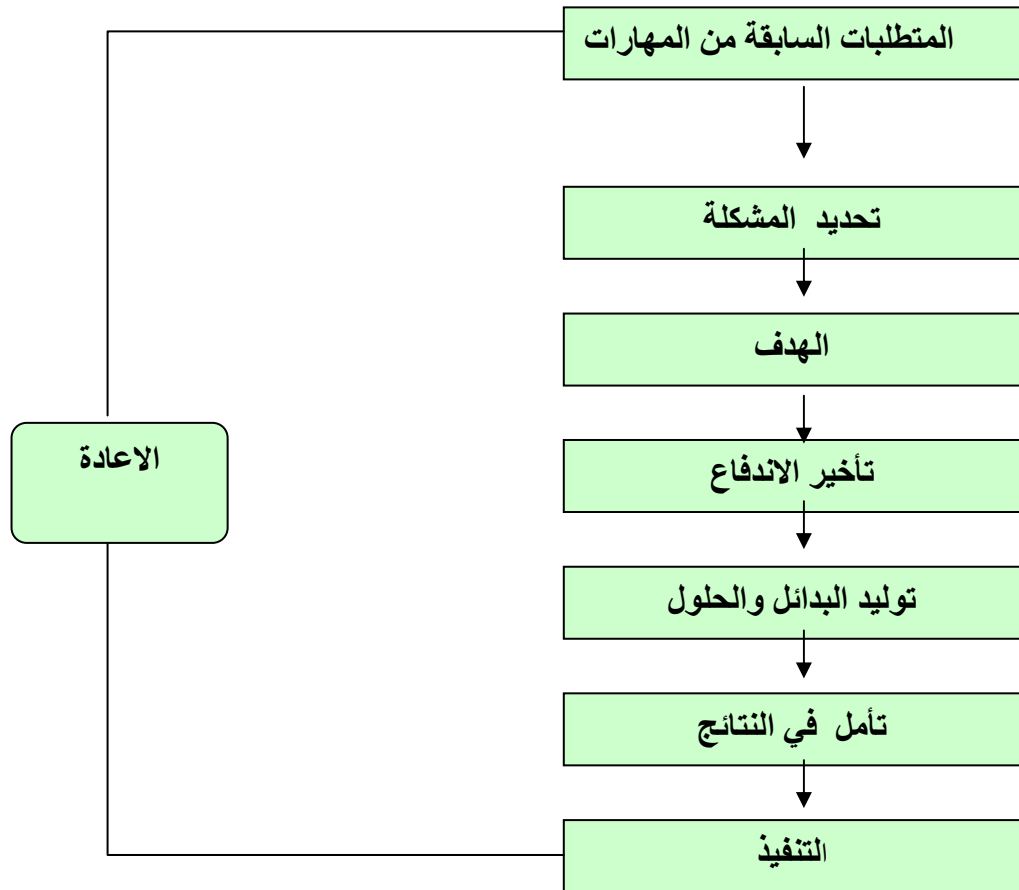 المتطلبات السابقة من المهارات
تحديد المشكلة
الهدف
تأخير الاندفاع
الاعادة
توليد البدائل والحلول
تأمل في النتائج
التنفيذ